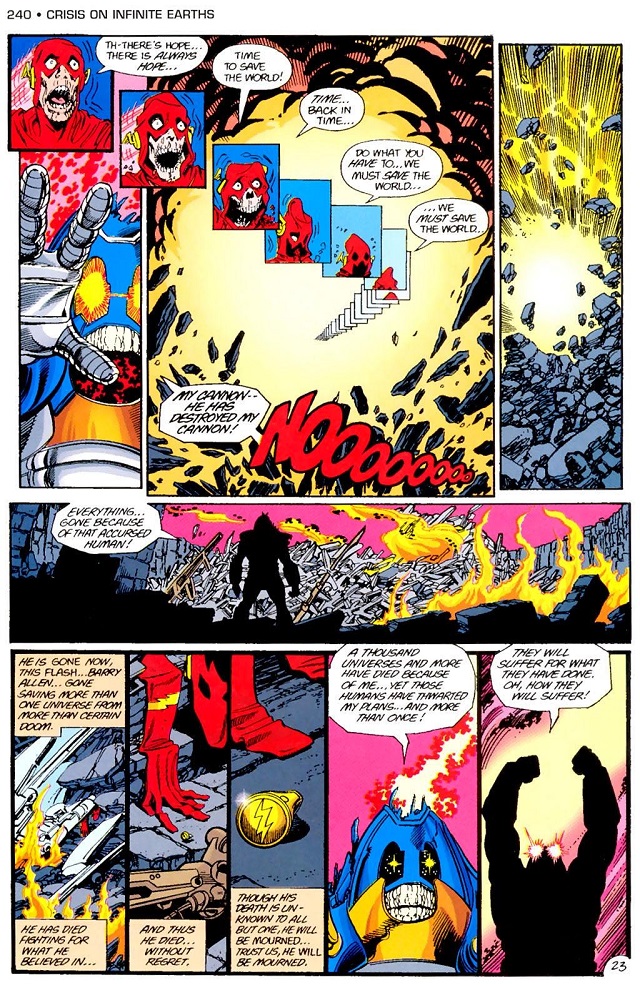 240 • CRISIS ON INFINITE EARTHS
TH-THERE'S HOPE...
THERE IS ALWAYS
HOPE...
TIME
TO SAVE
THE WORLD!
TIME...
BACK IN
TIME...
DO WHAT YOU
HAVE TO... WE
MUST SAVE THE
WORLD...
...WE
MUST SAVE
THE WORLD...
MY CANNON--
HE HAS
DESTROYED MY
CANNON!
NOOOOOOOOO
EVERYTHING...
GONE BECAUSE
OF THAT ACCURSED
HUMAN!
HE IS GONE NOW,
THIS FLASH... BARRY
ALLEN... GONE
SAVING MORE THAN
ONE UNIVERSE FROM
MORE THAN CERTAIN
DOOM.
HE HAS DIED
FIGHTING FOR
WHAT HE
BELIEVED IN...
AND THUS
HE DIED...
WITHOUT
REGRET.
THOUGH HIS
DEATH IS UN-
KNOWN TO ALL
BUT ONE, HE WILL
BE MOURNED...
TRUST US, HE WILL
BE MOURNED.
A THOUSAND
UNIVERSES AND MORE
HAVE DIED BECAUSE
OF ME... YET THOSE
HUMANS HAVE THWARTED
MY PLANS... AND MORE
THAN ONCE!
THEY WILL
SUFFER FOR WHAT
THEY HAVE DONE.
OH, HOW THEY
WILL SUFFER!
23